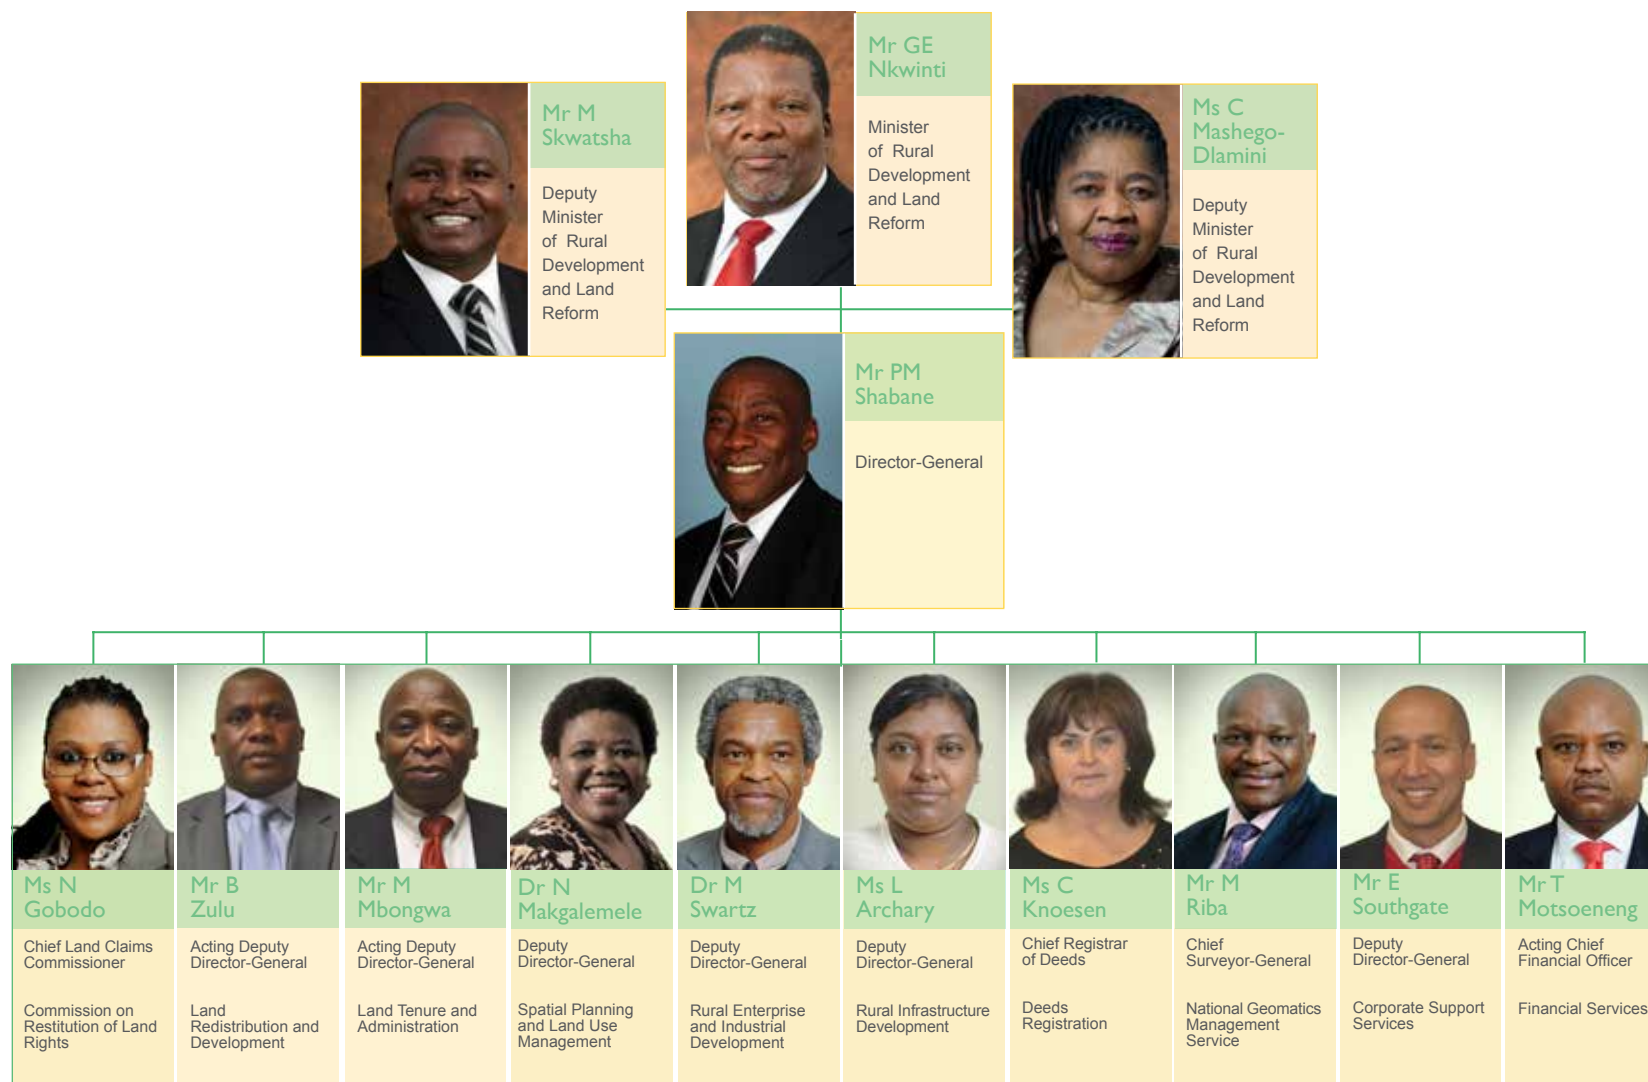 Mr GE
Nkwinti
Minister
of Rural
Development
and Land
Reform
Mr M
Skwatsha
Deputy
Minister
of Rural
Development
and Land
Reform
Ms C
Mashego-
Dlamini
Deputy
Minister
of Rural
Development
and Land
Reform
Mr PM
Shabane
Director-General
Ms N
Gobodo
Chief Land Claims
Commissioner
Commission on
Restitution of Land
Rights
Mr B
Zulu
Acting Deputy
Director-General
Land
Redistribution and
Development
Mr M
Mbongwa
Acting Deputy
Director-General
Land Tenure and
Administration
Dr N
Makgalemele
Deputy
Director-General
Spatial Planning
and Land Use
Management
Dr M
Swartz
Deputy
Director-General
Rural Enterprise
and Industrial
Development
Ms L
Archary
Deputy
Director-General
Rural Infrastructure
Development
Ms C
Knoesen
Chief Registrar
of Deeds
Deeds
Registration
Mr M
Riba
Chief
Surveyor-General
National Geomatics
Management
Service
Mr E
Southgate
Deputy
Director-General
Corporate Support
Services
Mr T
Motsoeneng
Acting Chief
Financial Officer
Financial Services